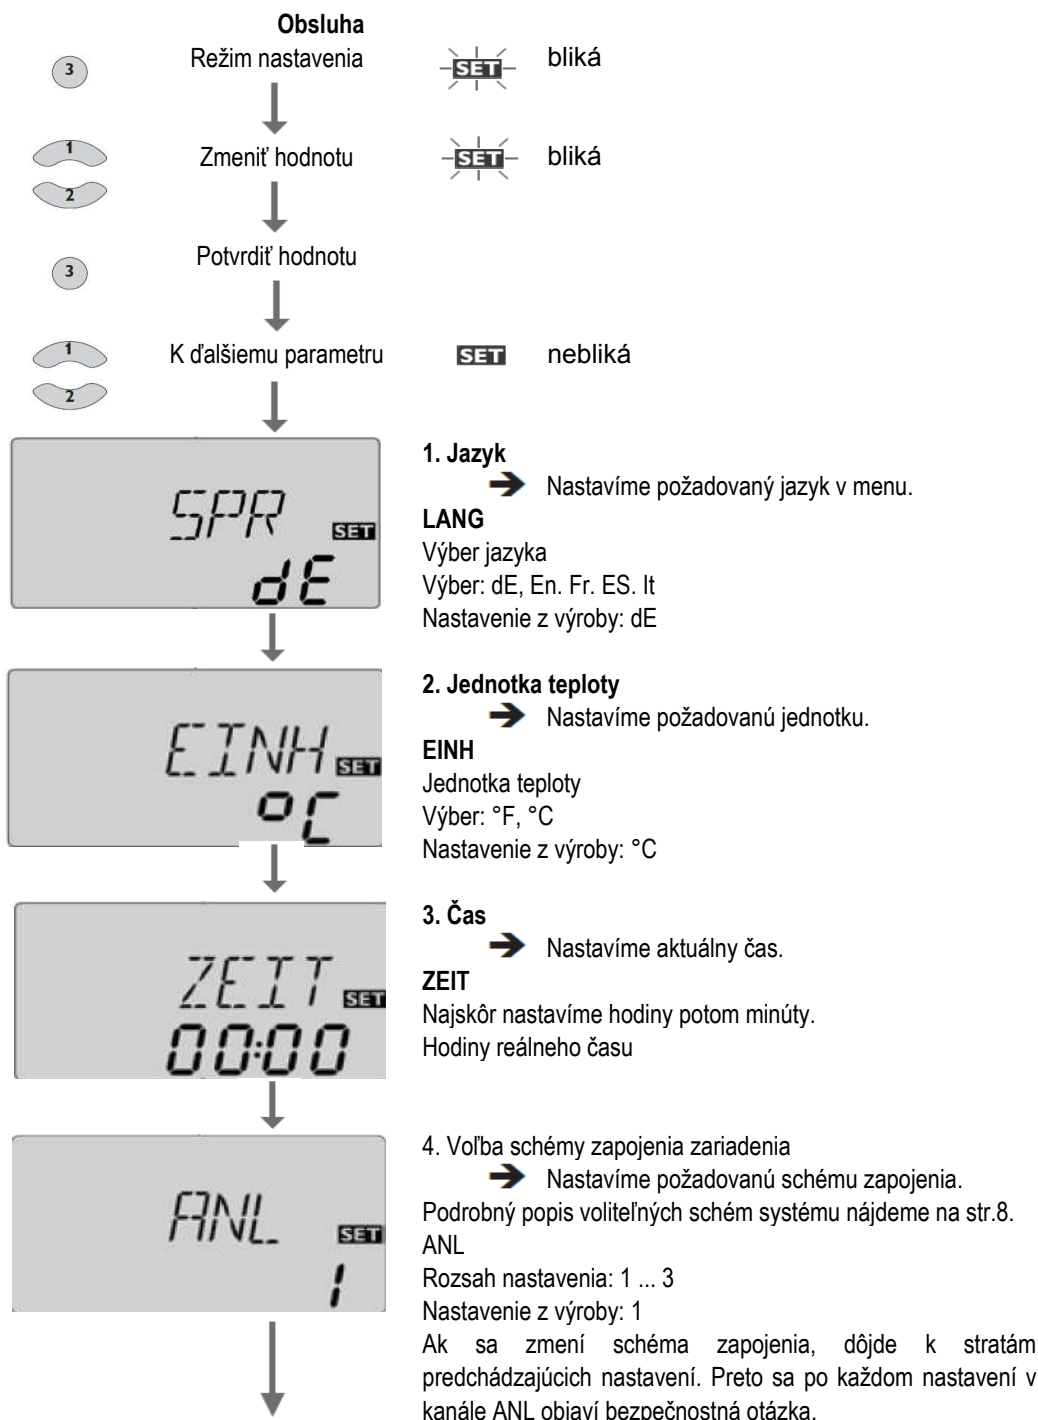 Obsluha
3 Režim nastavenia SET bliká
1 Zmeniť hodnotu SET bliká
2
3 Potvrdiť hodnotu
1 K ďalšiemu parametru SET nebliká
2
SPR SET
dE
1. Jazyk
Nastavíme požadovaný jazyk v menu.
LANG
Výber jazyka
Výber: dE, En. Fr. ES. It
Nastavenie z výroby: dE
EINH SET
°C
2. Jednotka teploty
Nastavíme požadovanú jednotku.
EINH
Jednotka teploty
Výber: °F, °C
Nastavenie z výroby: °C
ZEIT SET
00:00
3. Čas
Nastavíme aktuálny čas.
ZEIT
Najskôr nastavíme hodiny potom minúty.
Hodiny reálneho času
ANL SET
1
4. Voľba schémy zapojenia zariadenia
Nastavíme požadovanú schému zapojenia.
Podrobný popis voliteľných schém systému nájdeme na str.8.
ANL
Rozsah nastavenia: 1 ... 3
Nastavenie z výroby: 1
Ak sa zmení schéma zapojenia, dôjde k stratám
predchádzajúcich nastavení. Preto sa po každom nastavení v
kanále ANL objaví bezpečnostná otázka.